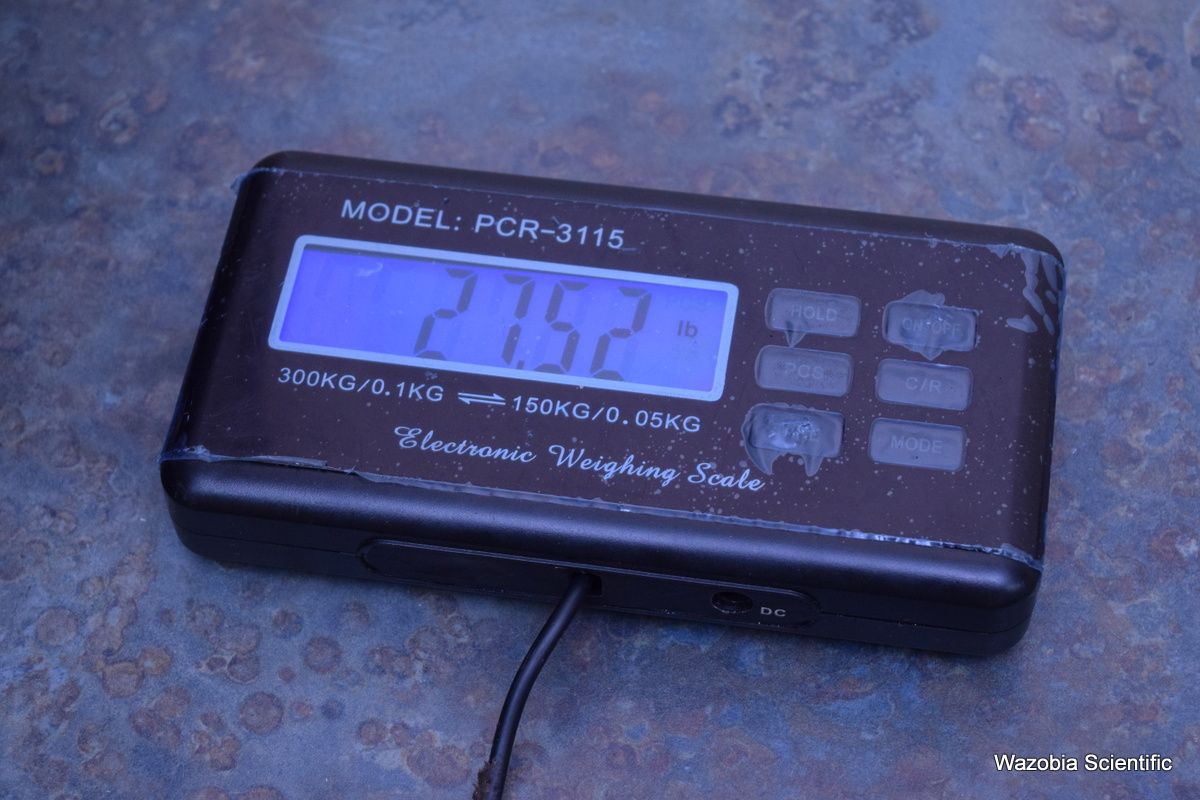 MODEL: PCR-3115
27.52 lb
HOLD ON/OFF
300KG/0.1KG ⇌ 150KG/0.05KG
PCS C/R
MODE
Electronic Weighing Scale
DC
Wazobia Scientific